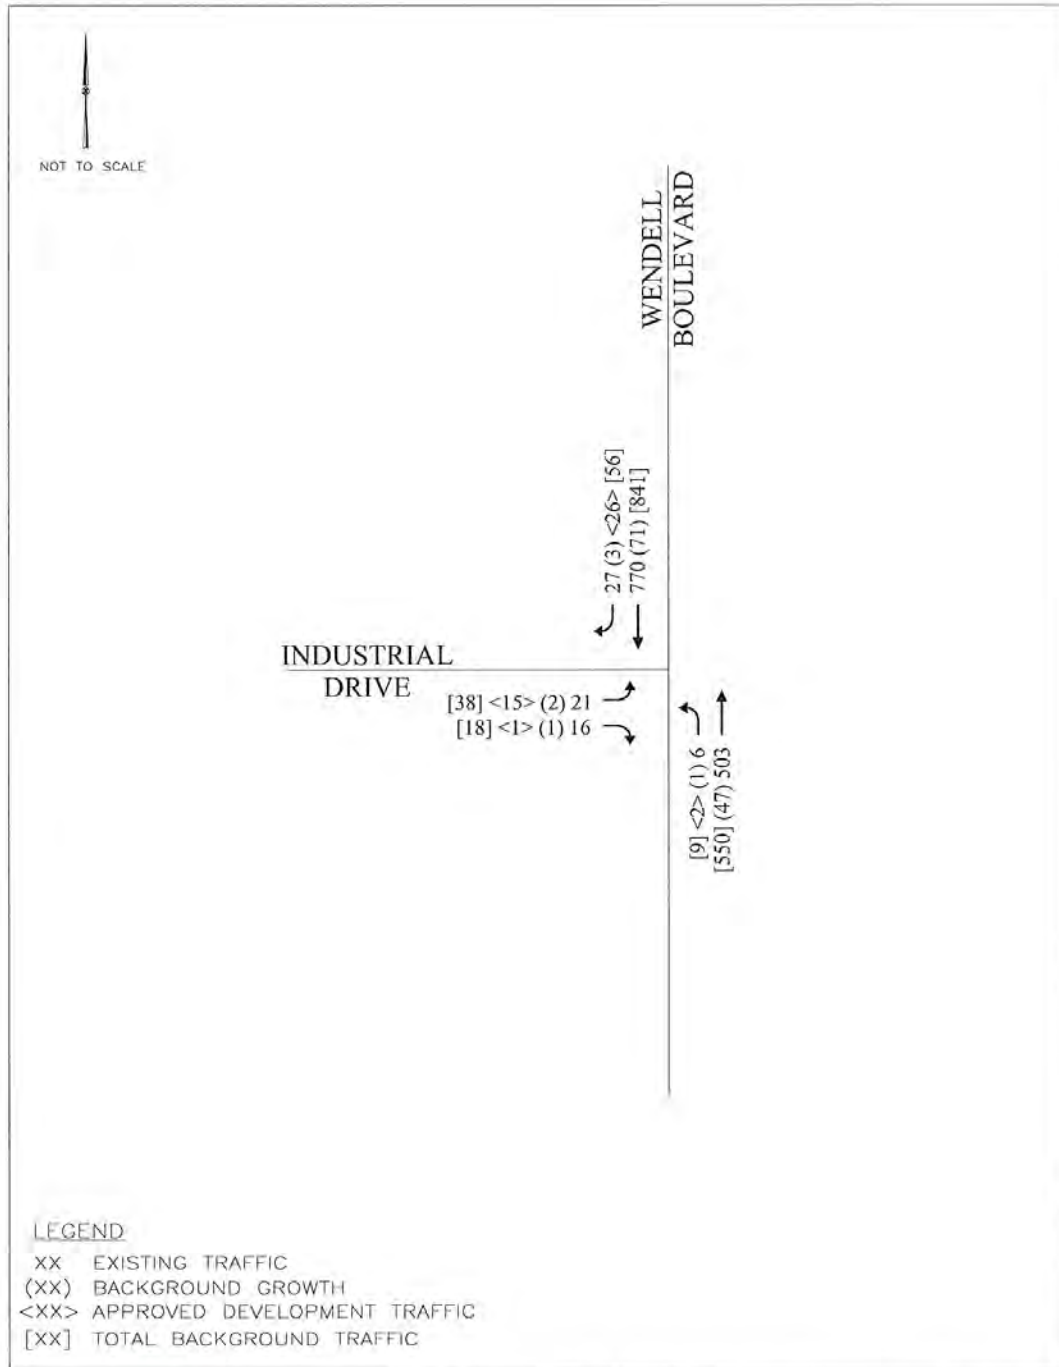 NOT TO SCALE
WENDELL
BOULEVARD
27 (3) <26> [56]
770 (71) [841]
INDUSTRIAL
DRIVE
[38] <15> (2) 21
[18] <1> (1) 16
[9] <2> (1) 6
[550] (47) 503
LEGEND
XX EXISTING TRAFFIC
(XX) BACKGROUND GROWTH
<XX> APPROVED DEVELOPMENT TRAFFIC
[XX] TOTAL BACKGROUND TRAFFIC